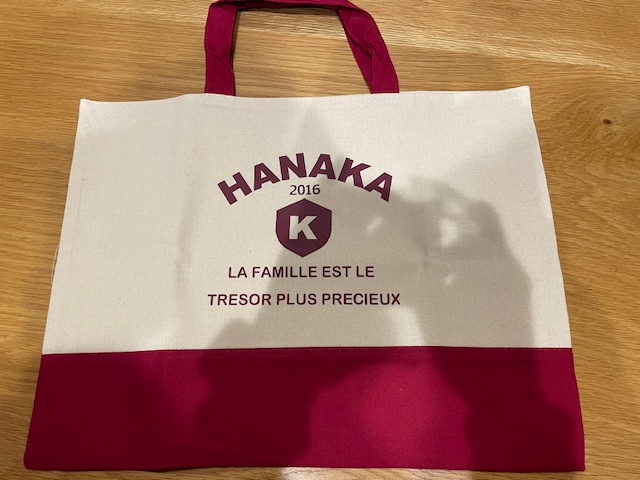 HANAKA
2016
K
LA FAMILLE EST LE
TRESOR PLUS PRECIEUX